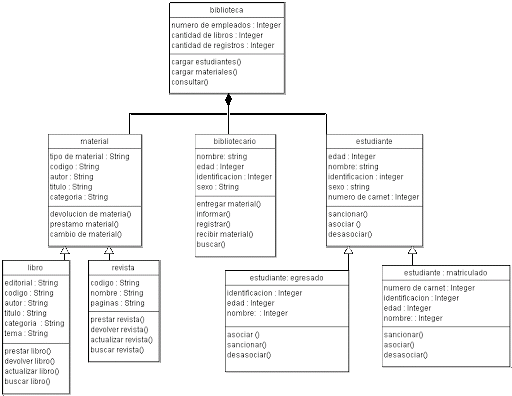 biblioteca
numero de empleados : Integer
cantidad de libros : Integer
cantidad de registros : Integer
cargar estudiantes()
cargar materiales()
consultar()
material
tipo de material : String
codigo : String
autor : String
titulo : String
categoria : String
devolucion de materia()
prestamo material()
cambio de material()
bibliotecario
nombre: string
edad : Integer
identificacion : integer
sexo : String
entregar material()
informar()
registrar()
recibir material()
buscar()
estudiante
edad : Integer
nombre: string
identificacion : integer
sexo : string
numero de carnet : Integer
sancionar()
asociar ()
desasociar()
libro
editorial : String
codigo : String
autor : String
titulo : String
categoria : String
tema : String
prestar libro()
devolver libro()
actualizar libro()
buscar libro()
revista
codigo : String
nombre : String
paginas : String
prestar revista()
devolver revista()
actualizar revista()
buscar revista()
estudiante: egresado
identificacion : Integer
edad : Integer
nombre: : Integer
asociar ()
sancionar()
desasociar()
estudiante : matriculado
numero de carnet : Integer
identificacion : Integer
edad : Integer
nombre: : Integer
sancionar()
asociar()
desasociar()